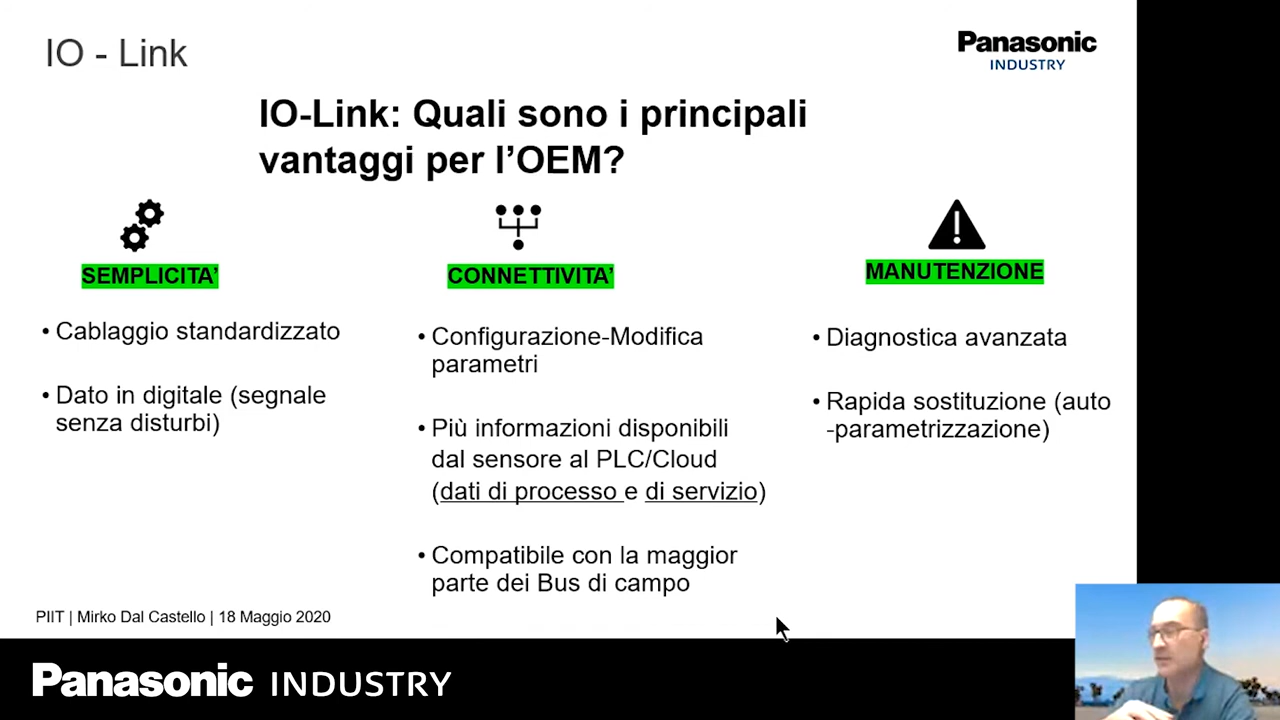 IO - Link
Panasonic
INDUSTRY
IO-Link: Quali sono i principali
vantaggi per l’OEM?
SEMPLICITA’
• Cablaggio standardizzato
• Dato in digitale (segnale
senza disturbi)
CONNETTIVITA’
• Configurazione-Modifica
parametri
• Più informazioni disponibili
dal sensore al PLC/Cloud
(dati di processo e di servizio)
• Compatibile con la maggior
parte dei Bus di campo
MANUTENZIONE
• Diagnostica avanzata
• Rapida sostituzione (auto
-parametrizzazione)
PIIT | Mirko Dal Castello | 18 Maggio 2020
Panasonic INDUSTRY